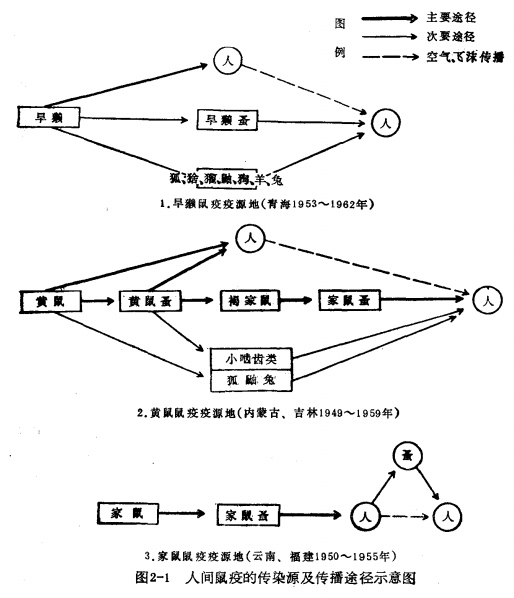 图例
主要途径
次要途径
空气、飞沫传播
人
旱獭
旱獭蚤
人
狐、猞、猫、鼬、狗、羊、兔
1.旱獭鼠疫疫源地(青海1953～1962年)
人
黄鼠
黄鼠蚤
褐家鼠
家鼠蚤
人
小啮齿类
狐 鼬 兔
2.黄鼠鼠疫疫源地(内蒙古、吉林1949～1959年)
蚤
家鼠
家鼠蚤
人
人
3.家鼠鼠疫疫源地(云南、福建1950～1955年)
图2-1 人间鼠疫的传染源及传播途径示意图